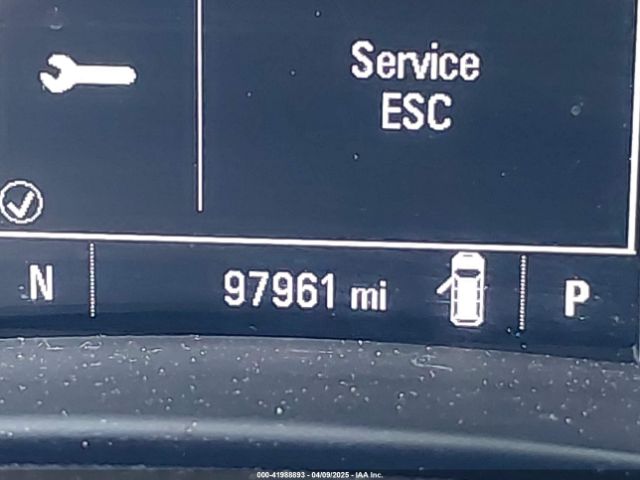 Service
ESC
N 97961 mi P
000-41988893 - 04/09/2025 - IAA Inc.